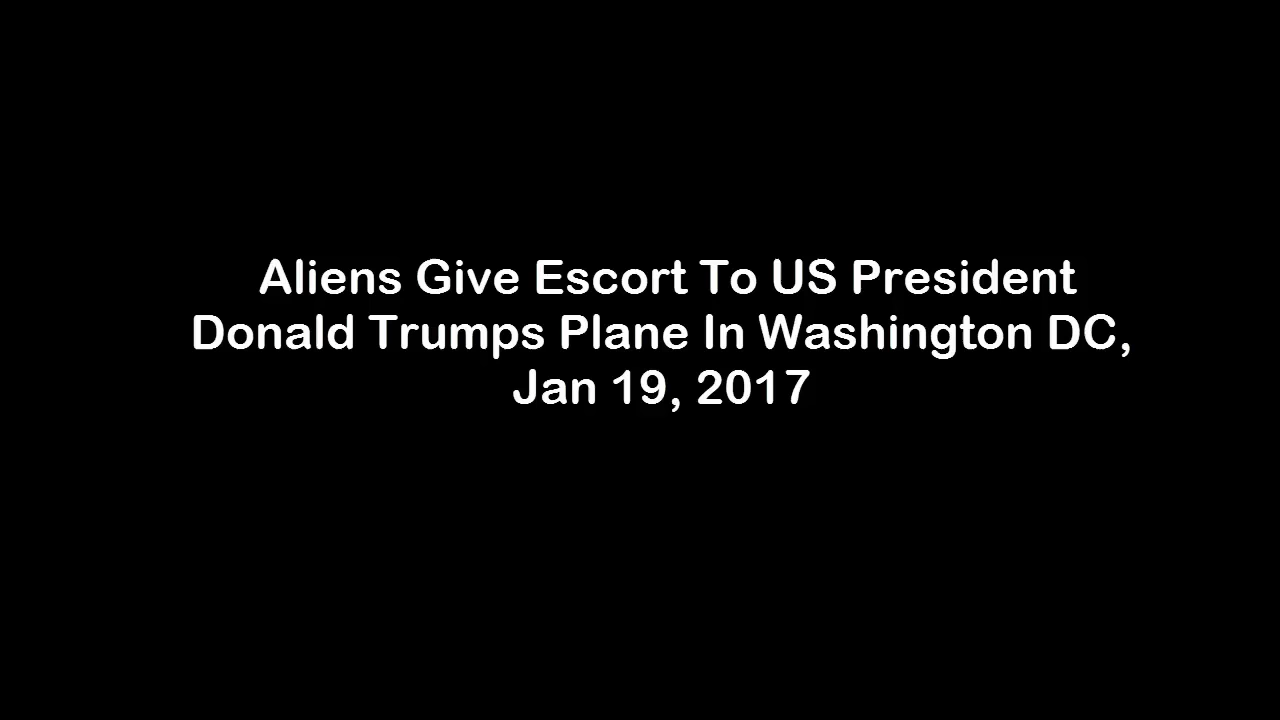 Aliens Give Escort To US President
Donald Trumps Plane In Washington DC,
Jan 19, 2017